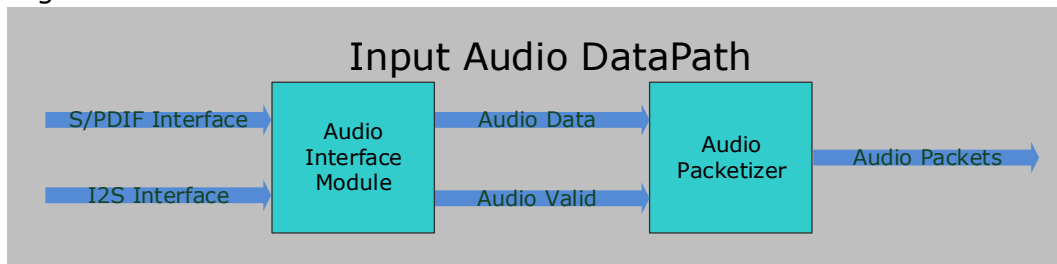 Input Audio DataPath
S/PDIF Interface
I2S Interface
Audio
Interface
Module
Audio Data
Audio Valid
Audio
Packetizer
Audio Packets